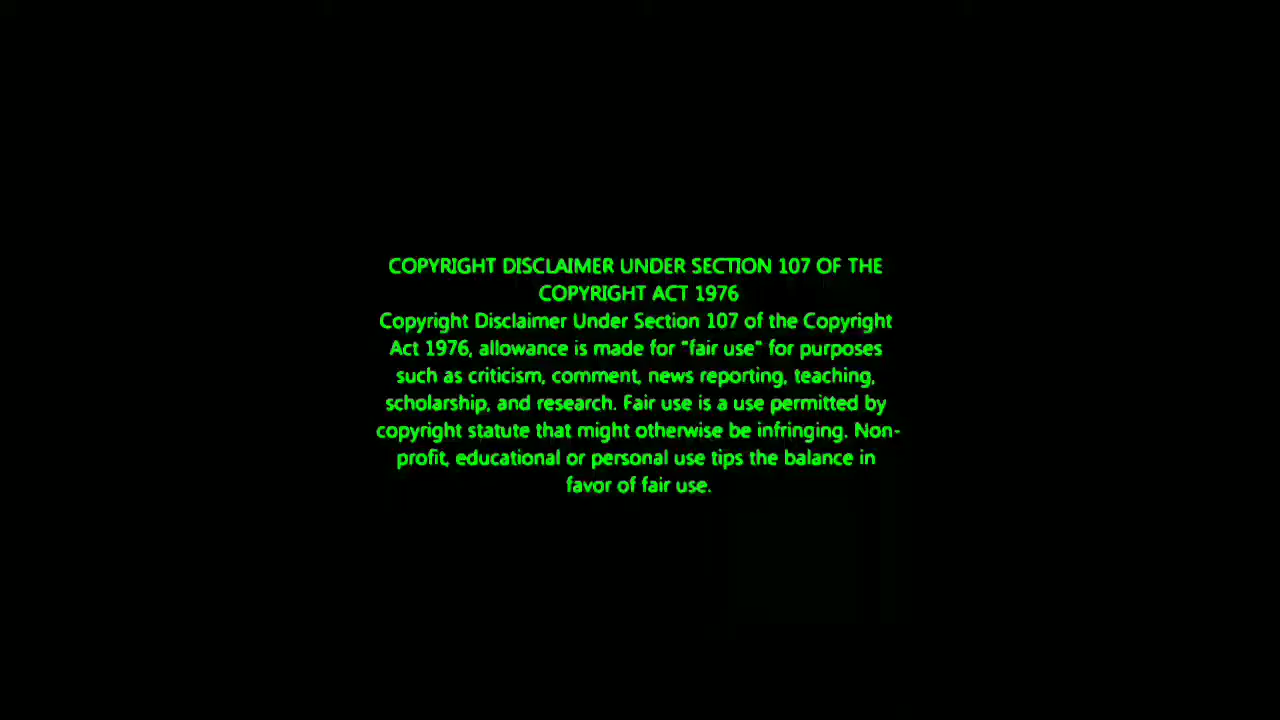 COPYRIGHT DISCLAIMER UNDER SECTION 107 OF THE
COPYRIGHT ACT 1976
Copyright Disclaimer Under Section 107 of the Copyright
Act 1976, allowance is made for "fair use" for purposes
such as criticism, comment, news reporting, teaching,
scholarship, and research. Fair use is a use permitted by
copyright statute that might otherwise be infringing. Non-
profit, educational or personal use tips the balance in
favor of fair use.